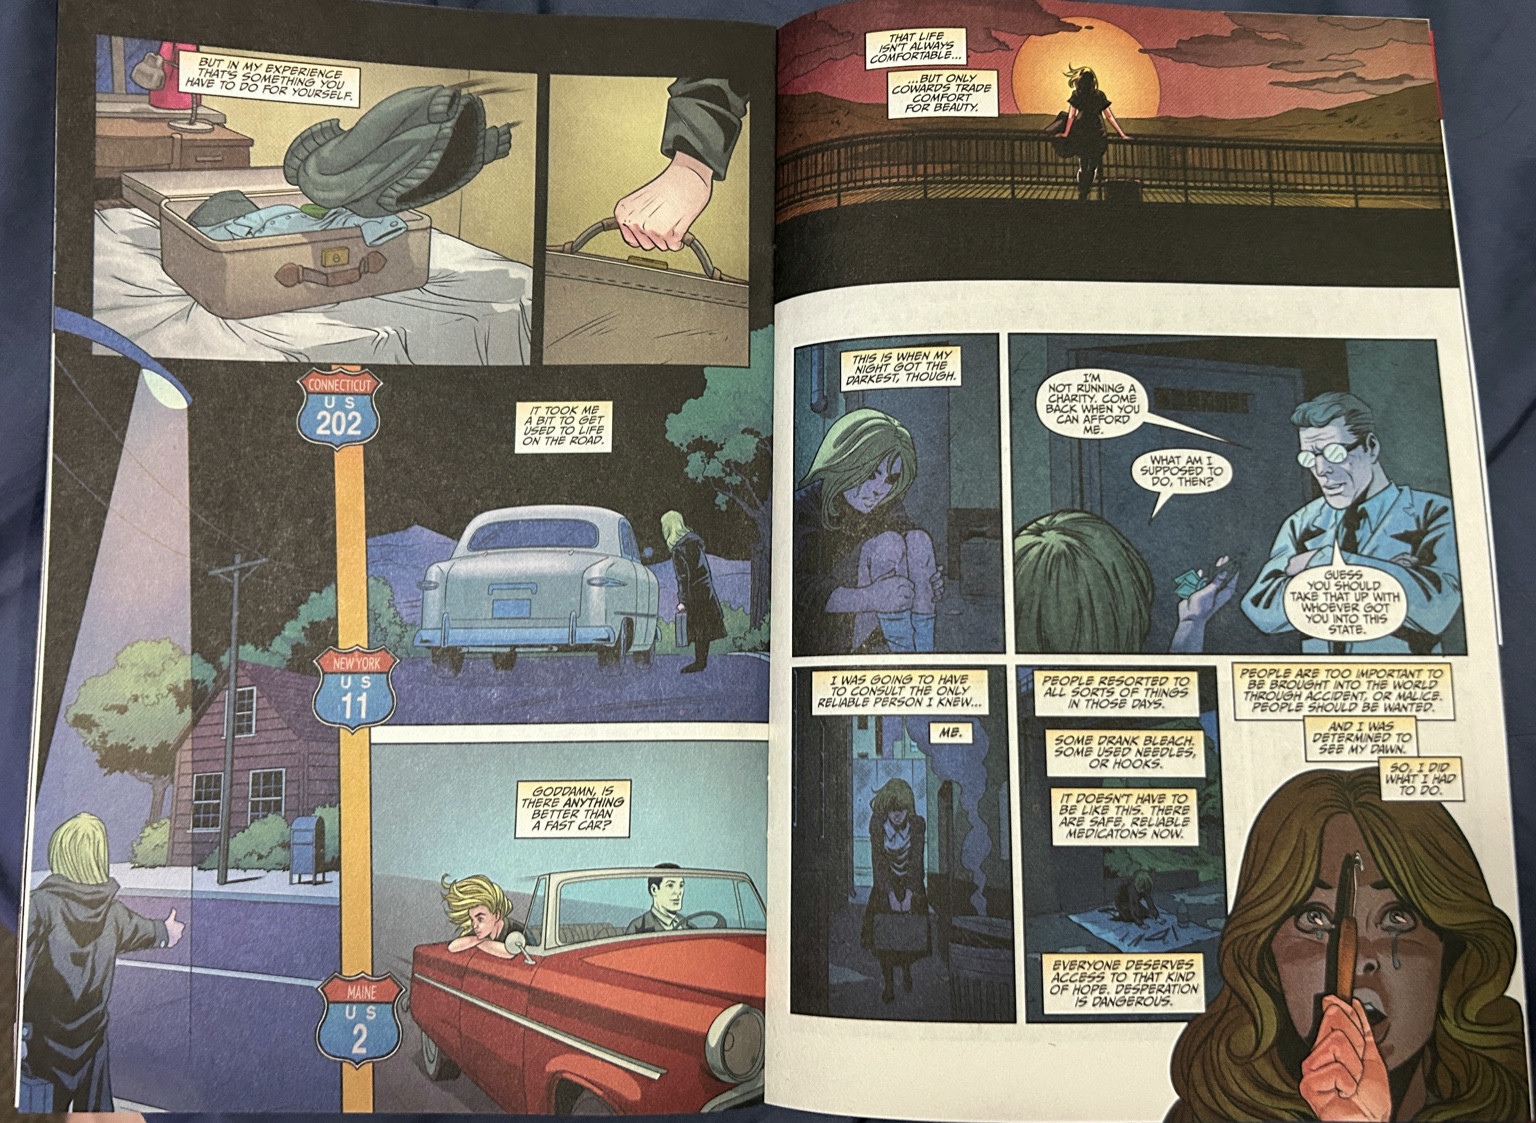 BUT IN MY EXPERIENCE
THAT'S SOMETHING YOU
HAVE TO DO FOR YOURSELF.
CONNECTICUT
US
202
IT TOOK ME
A BIT TO GET
USED TO LIFE
ON THE ROAD.
NEW YORK
US
11
GODDAMN, IS
THERE ANYTHING
BETTER THAN
A FAST CAR?
MAINE
US
2
THAT LIFE
ISN'T ALWAYS
COMFORTABLE...
...BUT ONLY
COWARDS TRADE
COMFORT
FOR BEAUTY.
THIS IS WHEN MY
NIGHT GOT THE
DARKEST, THOUGH.
I'M
NOT RUNNING A
CHARITY. COME
BACK WHEN YOU
CAN AFFORD
ME.
WHAT AM I
SUPPOSED TO
DO, THEN?
GUESS
YOU SHOULD
TAKE THAT UP WITH
WHOEVER GOT
YOU INTO THIS
STATE.
I WAS GOING TO HAVE
TO CONSULT THE ONLY
RELIABLE PERSON I KNEW...
ME.
PEOPLE RESORTED TO
ALL SORTS OF THINGS
IN THOSE DAYS.
SOME DRANK BLEACH.
SOME USED NEEDLES,
OR HOOKS.
IT DOESN'T HAVE TO
BE LIKE THIS. THERE
ARE SAFE, RELIABLE
MEDICATONS NOW.
EVERYONE DESERVES
ACCESS TO THAT KIND
OF HOPE. DESPERATION
IS DANGEROUS.
PEOPLE ARE TOO IMPORTANT TO
BE BROUGHT INTO THE WORLD
THROUGH ACCIDENT, OR MALICE.
PEOPLE SHOULD BE WANTED.
AND I WAS
DETERMINED TO
SEE MY DAWN.
SO, I DID
WHAT I HAD
TO DO.